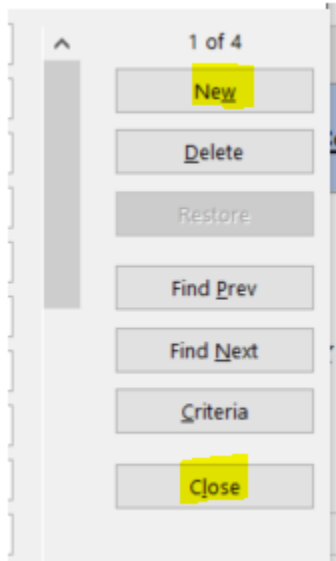 1 of 4
New
Delete
Restore
Find Prev
Find Next
Criteria
Close